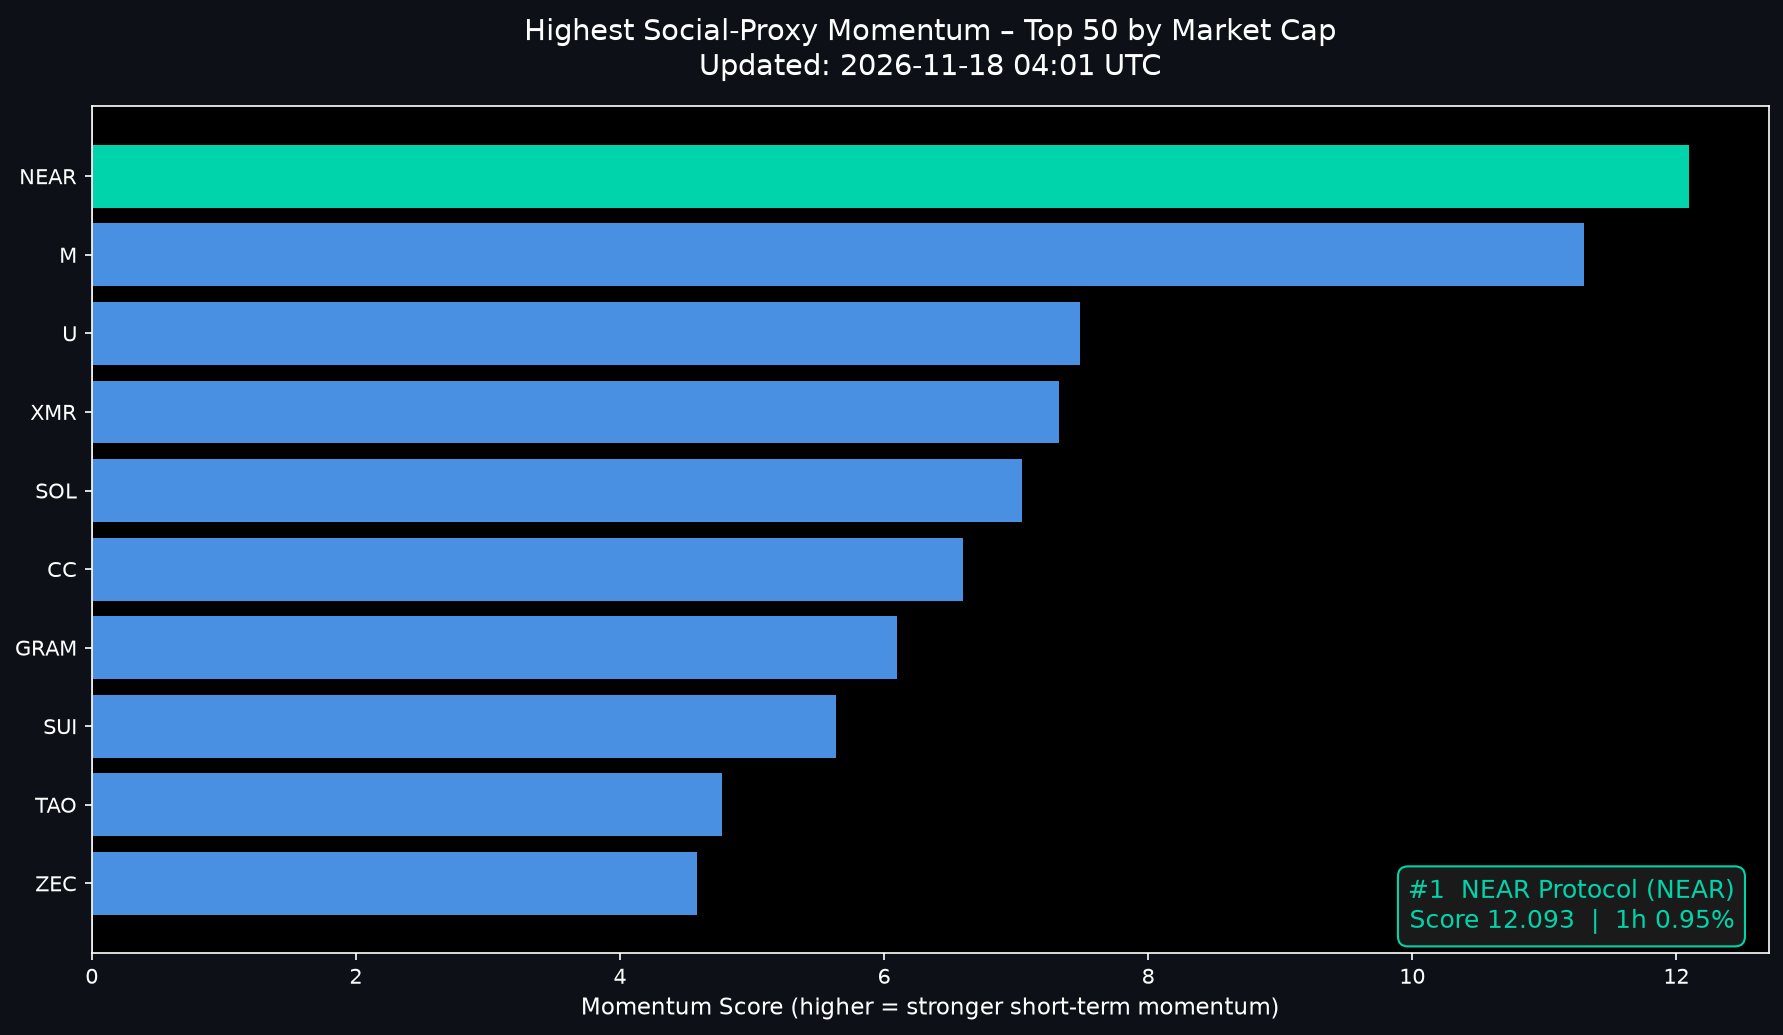 Highest Social-Proxy Momentum – Top 50 by Market Cap
Updated: 2026-11-18 04:01 UTC
NEAR
M
U
XMR
SOL
CC
GRAM
SUI
TAO
ZEC
#1  NEAR Protocol (NEAR)
Score 12.093  |  1h 0.95%
0 2 4 6 8 10 12
Momentum Score (higher = stronger short-term momentum)